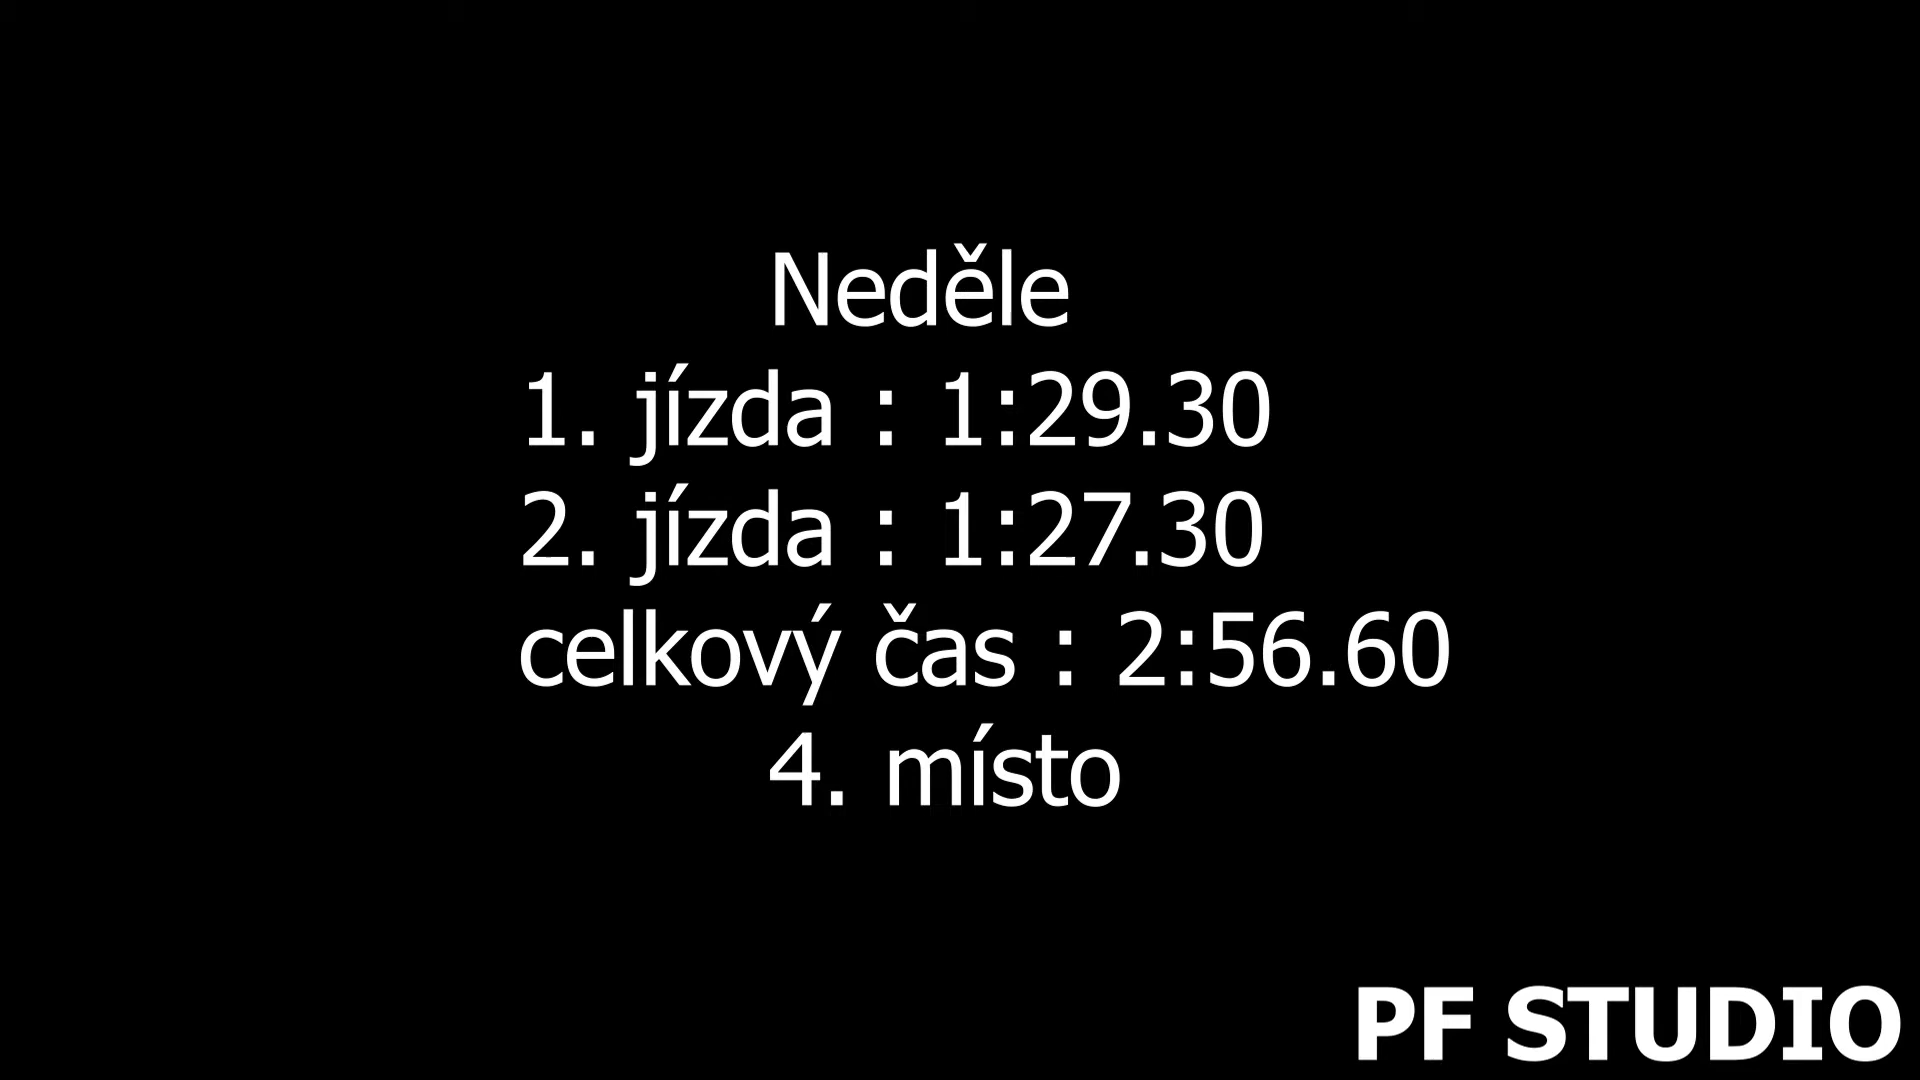 Neděle
1. jízda : 1:29.30
2. jízda : 1:27.30
celkový čas : 2:56.60
4. místo
PF STUDIO